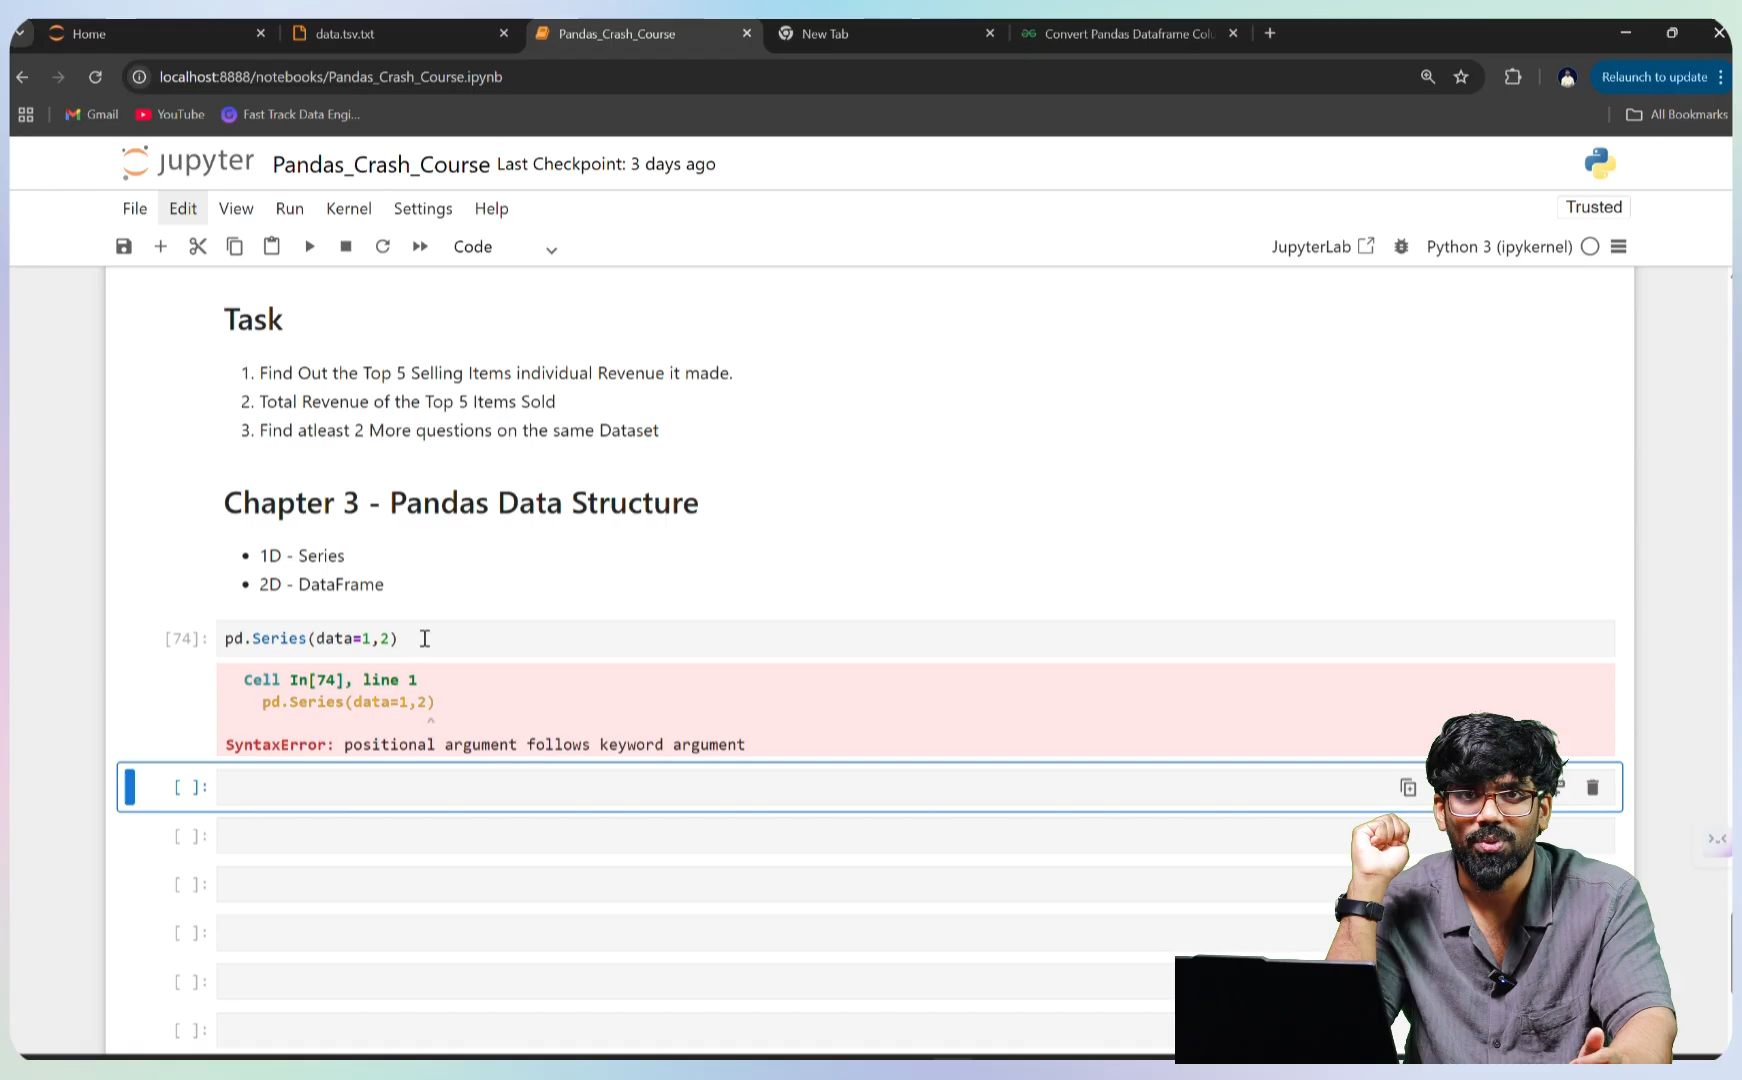 Home
data.tsv.txt
Pandas_Crash_Course
New Tab
Convert Pandas Dataframe Colu
localhost:8888/notebooks/Pandas_Crash_Course.ipynb
Relaunch to update
Gmail
YouTube
Fast Track Data Engi...
All Bookmarks
jupyter Pandas_Crash_Course Last Checkpoint: 3 days ago
File Edit View Run Kernel Settings Help
Trusted
Code
JupyterLab
Python 3 (ipykernel)
Task
1. Find Out the Top 5 Selling Items individual Revenue it made.
2. Total Revenue of the Top 5 Items Sold
3. Find atleast 2 More questions on the same Dataset
Chapter 3 - Pandas Data Structure
• 1D - Series
• 2D - DataFrame
[74]: pd.Series(data=1,2)
Cell In[74], line 1
pd.Series(data=1,2)
^
SyntaxError: positional argument follows keyword argument
[ ]:
[ ]:
[ ]:
[ ]:
[ ]:
[ ]: